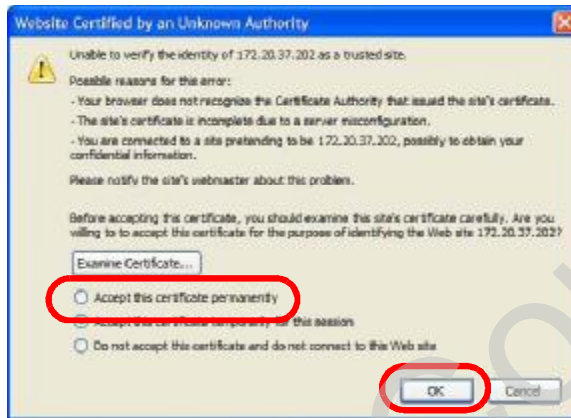 Website Certified by an Unknown Authority
Unable to verify the identity of 172.20.37.202 as a trusted site.
Possible reasons for this error:
- Your browser does not recognize the Certificate Authority that issued the site's certificate.
- The site's certificate is incomplete due to a server misconfiguration.
- You are connected to a site pretending to be 172.20.37.202, possibly to obtain your
confidential information.
Please notify the site's webmaster about this problem.
Before accepting this certificate, you should examine this site's certificate carefully. Are you
willing to to accept this certificate for the purpose of identifying the Web site 172.20.37.202?
Examine Certificate...
Accept this certificate permanently
Accept this certificate temporarily for this session
Do not accept this certificate and do not connect to this Web site
OK
Cancel